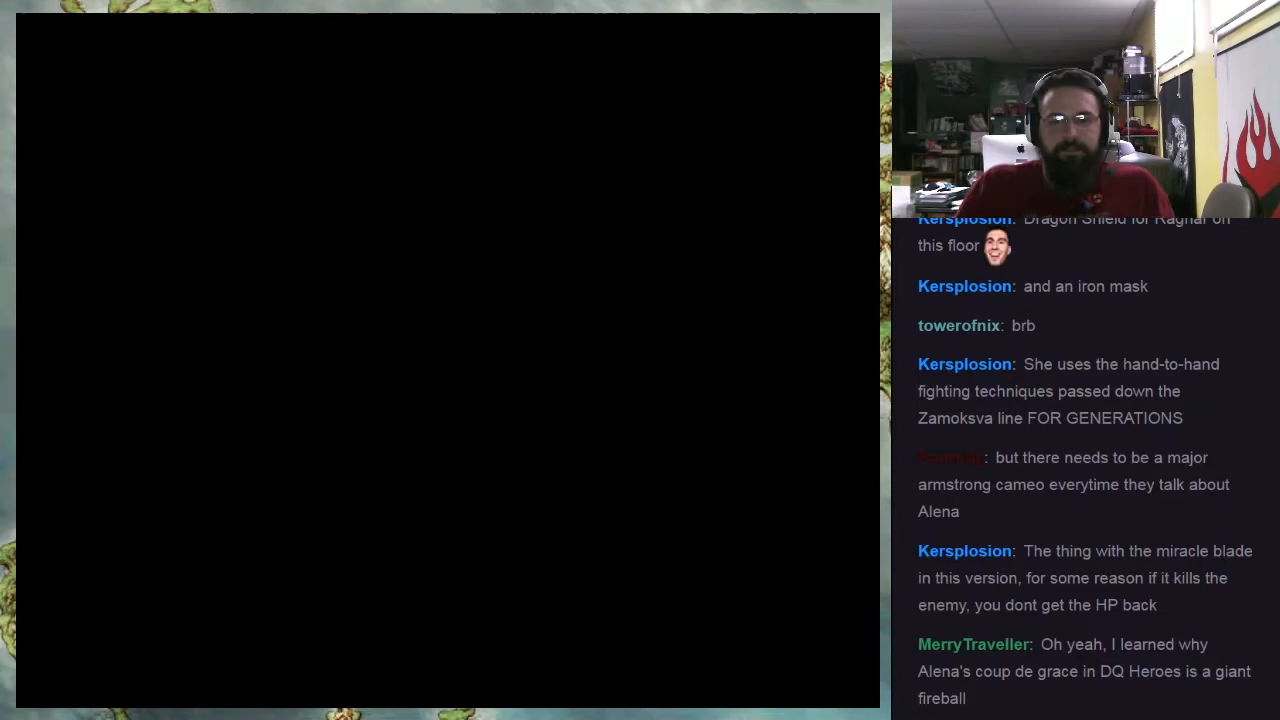 Kersplosion: Dragon Shield for Ragnar on
this floor
Kersplosion: and an iron mask
towerofnix: brb
Kersplosion: She uses the hand-to-hand
fighting techniques passed down the
Zamoksva line FOR GENERATIONS
: but there needs to be a major
armstrong cameo everytime they talk about
Alena
Kersplosion: The thing with the miracle blade
in this version, for some reason if it kills the
enemy, you dont get the HP back
MerryTraveller: Oh yeah, I learned why
Alena's coup de grace in DQ Heroes is a giant
fireball